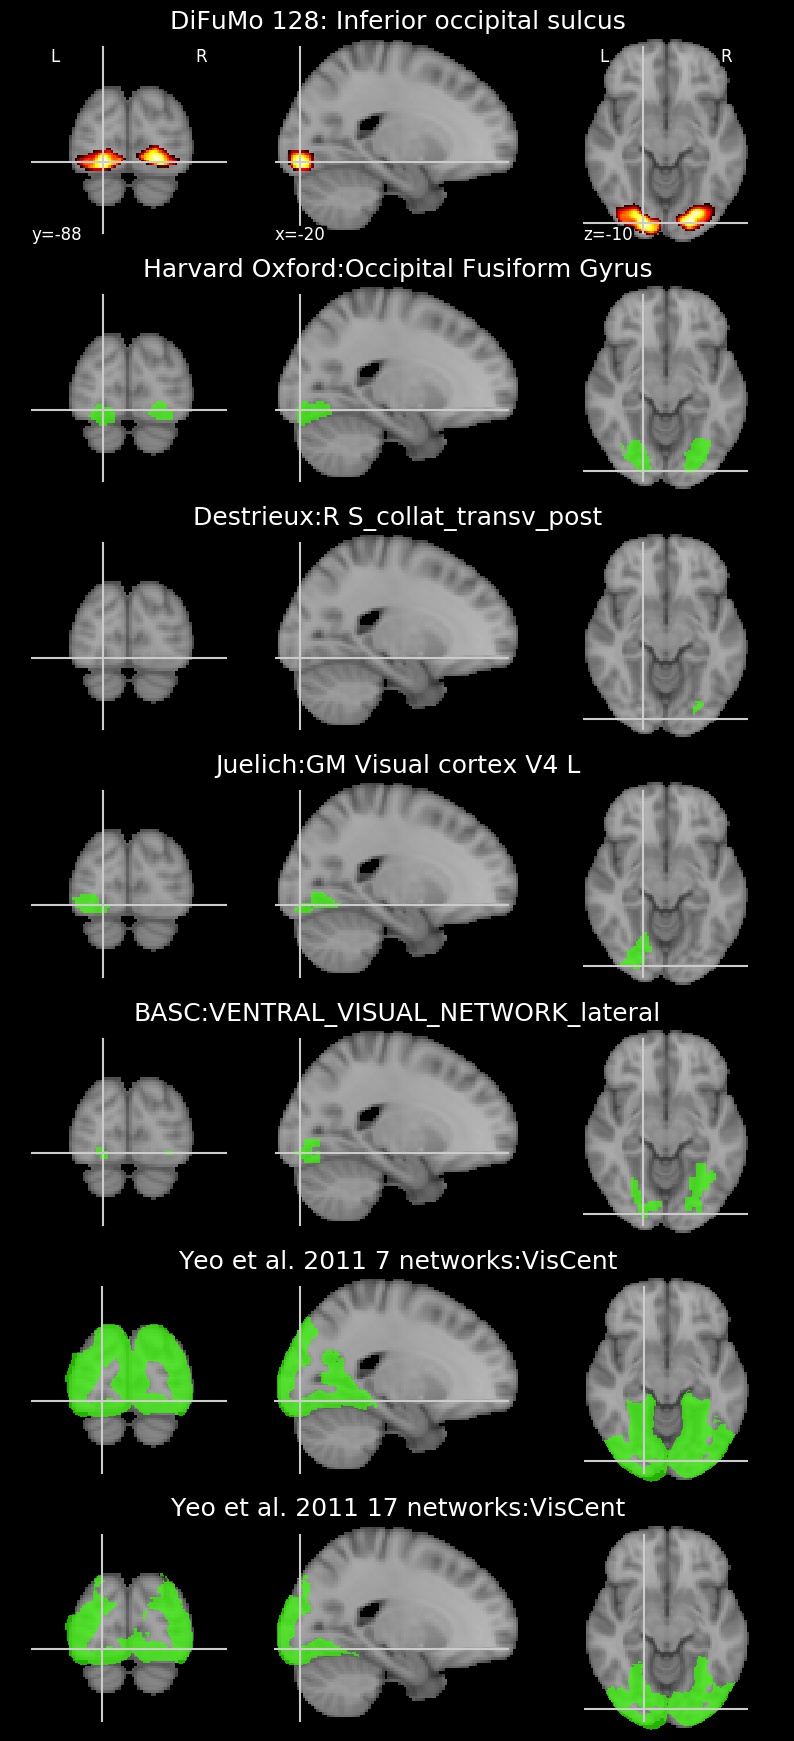 DiFuMo 128: Inferior occipital sulcus
L R L R
y=-88 x=-20 z=-10
Harvard Oxford:Occipital Fusiform Gyrus
Destrieux:R S_collat_transv_post
Juelich:GM Visual cortex V4 L
BASC:VENTRAL_VISUAL_NETWORK_lateral
Yeo et al. 2011 7 networks:VisCent
Yeo et al. 2011 17 networks:VisCent